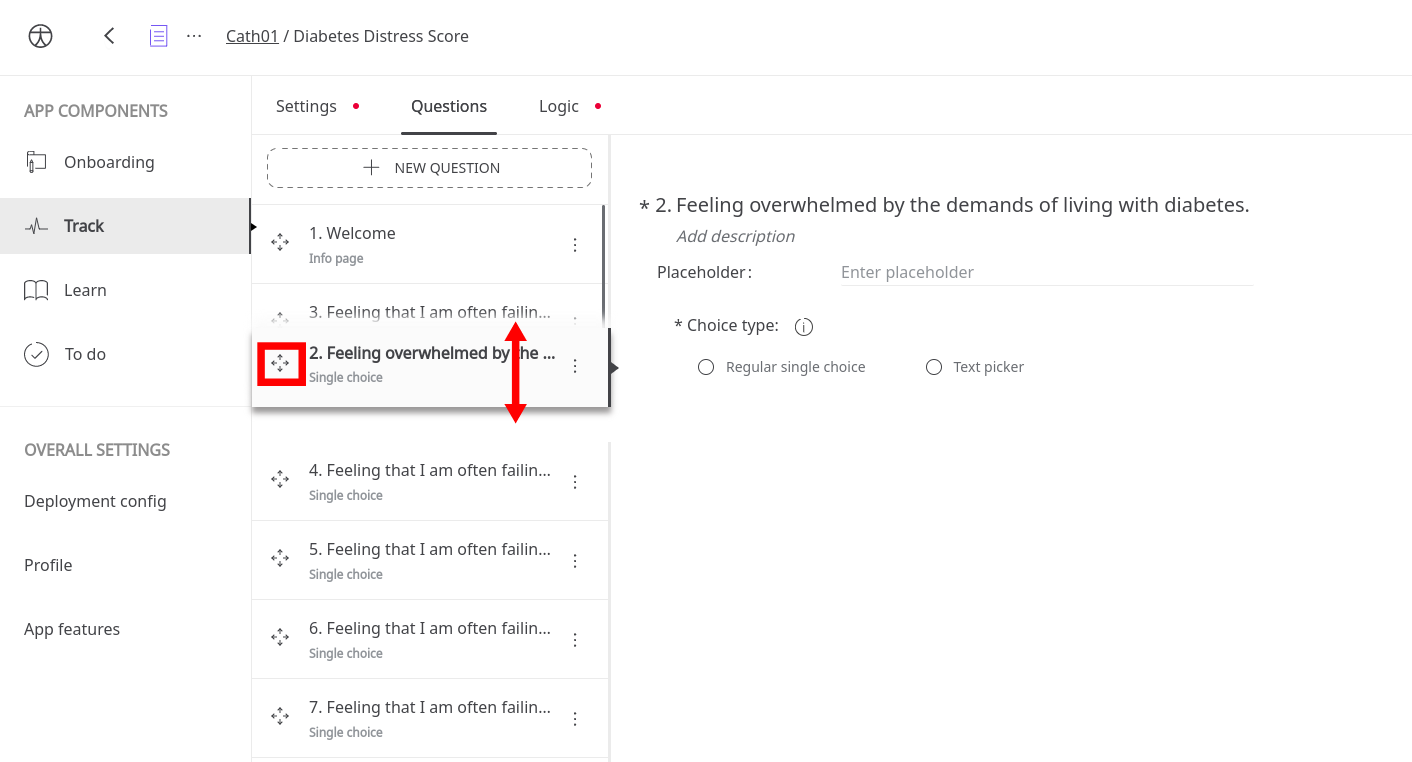 Cath01 / Diabetes Distress Score
APP COMPONENTS
Onboarding
Track
Learn
To do
OVERALL SETTINGS
Deployment config
Profile
App features
Settings
Questions
Logic
NEW QUESTION
1. Welcome
Info page
3. Feeling that I am often failin...
2. Feeling overwhelmed by the ...
Single choice
4. Feeling that I am often failin...
Single choice
5. Feeling that I am often failin...
Single choice
6. Feeling that I am often failin...
Single choice
7. Feeling that I am often failin...
Single choice
* 2. Feeling overwhelmed by the demands of living with diabetes.
Add description
Placeholder: Enter placeholder
* Choice type:
Regular single choice
Text picker